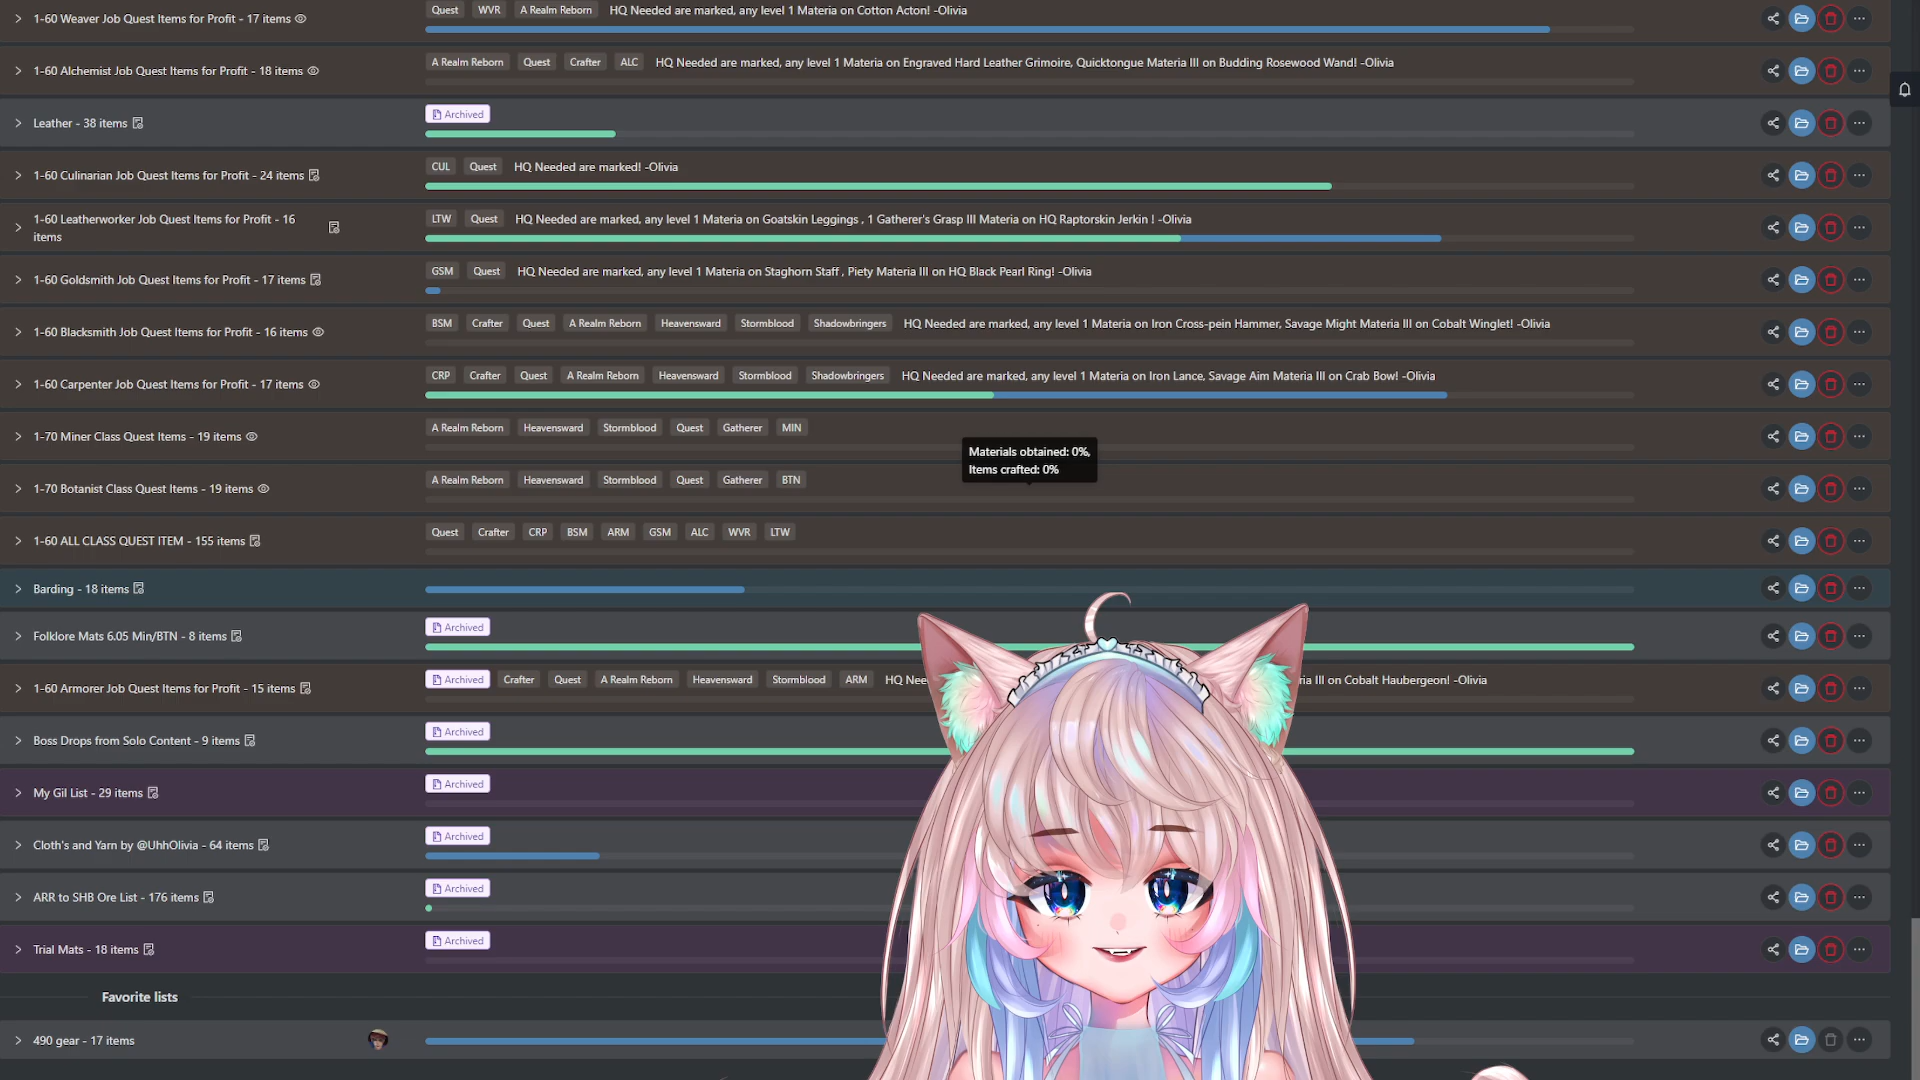 1-60 Weaver Job Quest Items for Profit - 17 items
Quest WVR A Realm Reborn HQ Needed are marked, any level 1 Materia on Cotton Acton! -Olivia
1-60 Alchemist Job Quest Items for Profit - 18 items
A Realm Reborn Quest Crafter ALC HQ Needed are marked, any level 1 Materia on Engraved Hard Leather Grimoire, Quicktongue Materia III on Budding Rosewood Wand! -Olivia
Leather - 38 items
Archived
1-60 Culinarian Job Quest Items for Profit - 24 items
CUL Quest HQ Needed are marked! -Olivia
1-60 Leatherworker Job Quest Items for Profit - 16
items
LTW Quest HQ Needed are marked, any level 1 Materia on Goatskin Leggings , 1 Gatherer's Grasp III Materia on HQ Raptorskin Jerkin ! -Olivia
1-60 Goldsmith Job Quest Items for Profit - 17 items
GSM Quest HQ Needed are marked, any level 1 Materia on Staghorn Staff , Piety Materia III on HQ Black Pearl Ring! -Olivia
1-60 Blacksmith Job Quest Items for Profit - 16 items
BSM Crafter Quest A Realm Reborn Heavensward Stormblood Shadowbringers HQ Needed are marked, any level 1 Materia on Iron Cross-pein Hammer, Savage Might Materia III on Cobalt Winglet! -Olivia
1-60 Carpenter Job Quest Items for Profit - 17 items
CRP Crafter Quest A Realm Reborn Heavensward Stormblood Shadowbringers HQ Needed are marked, any level 1 Materia on Iron Lance, Savage Aim Materia III on Crab Bow! -Olivia
1-70 Miner Class Quest Items - 19 items
A Realm Reborn Heavensward Stormblood Quest Gatherer MIN
Materials obtained: 0%,
Items crafted: 0%
1-70 Botanist Class Quest Items - 19 items
A Realm Reborn Heavensward Stormblood Quest Gatherer BTN
1-60 ALL CLASS QUEST ITEM - 155 items
Quest Crafter CRP BSM ARM GSM ALC WVR LTW
Barding - 18 items
Folklore Mats 6.05 Min/BTN - 8 items
Archived
1-60 Armorer Job Quest Items for Profit - 15 items
Archived Crafter Quest A Realm Reborn Heavensward Stormblood ARM HQ III on Cobalt Haubergeon! -Olivia
Boss Drops from Solo Content - 9 items
Archived
My Gil List - 29 items
Archived
Cloth's and Yarn by @UhhOlivia - 64 items
Archived
ARR to SHB Ore List - 176 items
Archived
Trial Mats - 18 items
Archived
Favorite lists
490 gear - 17 items